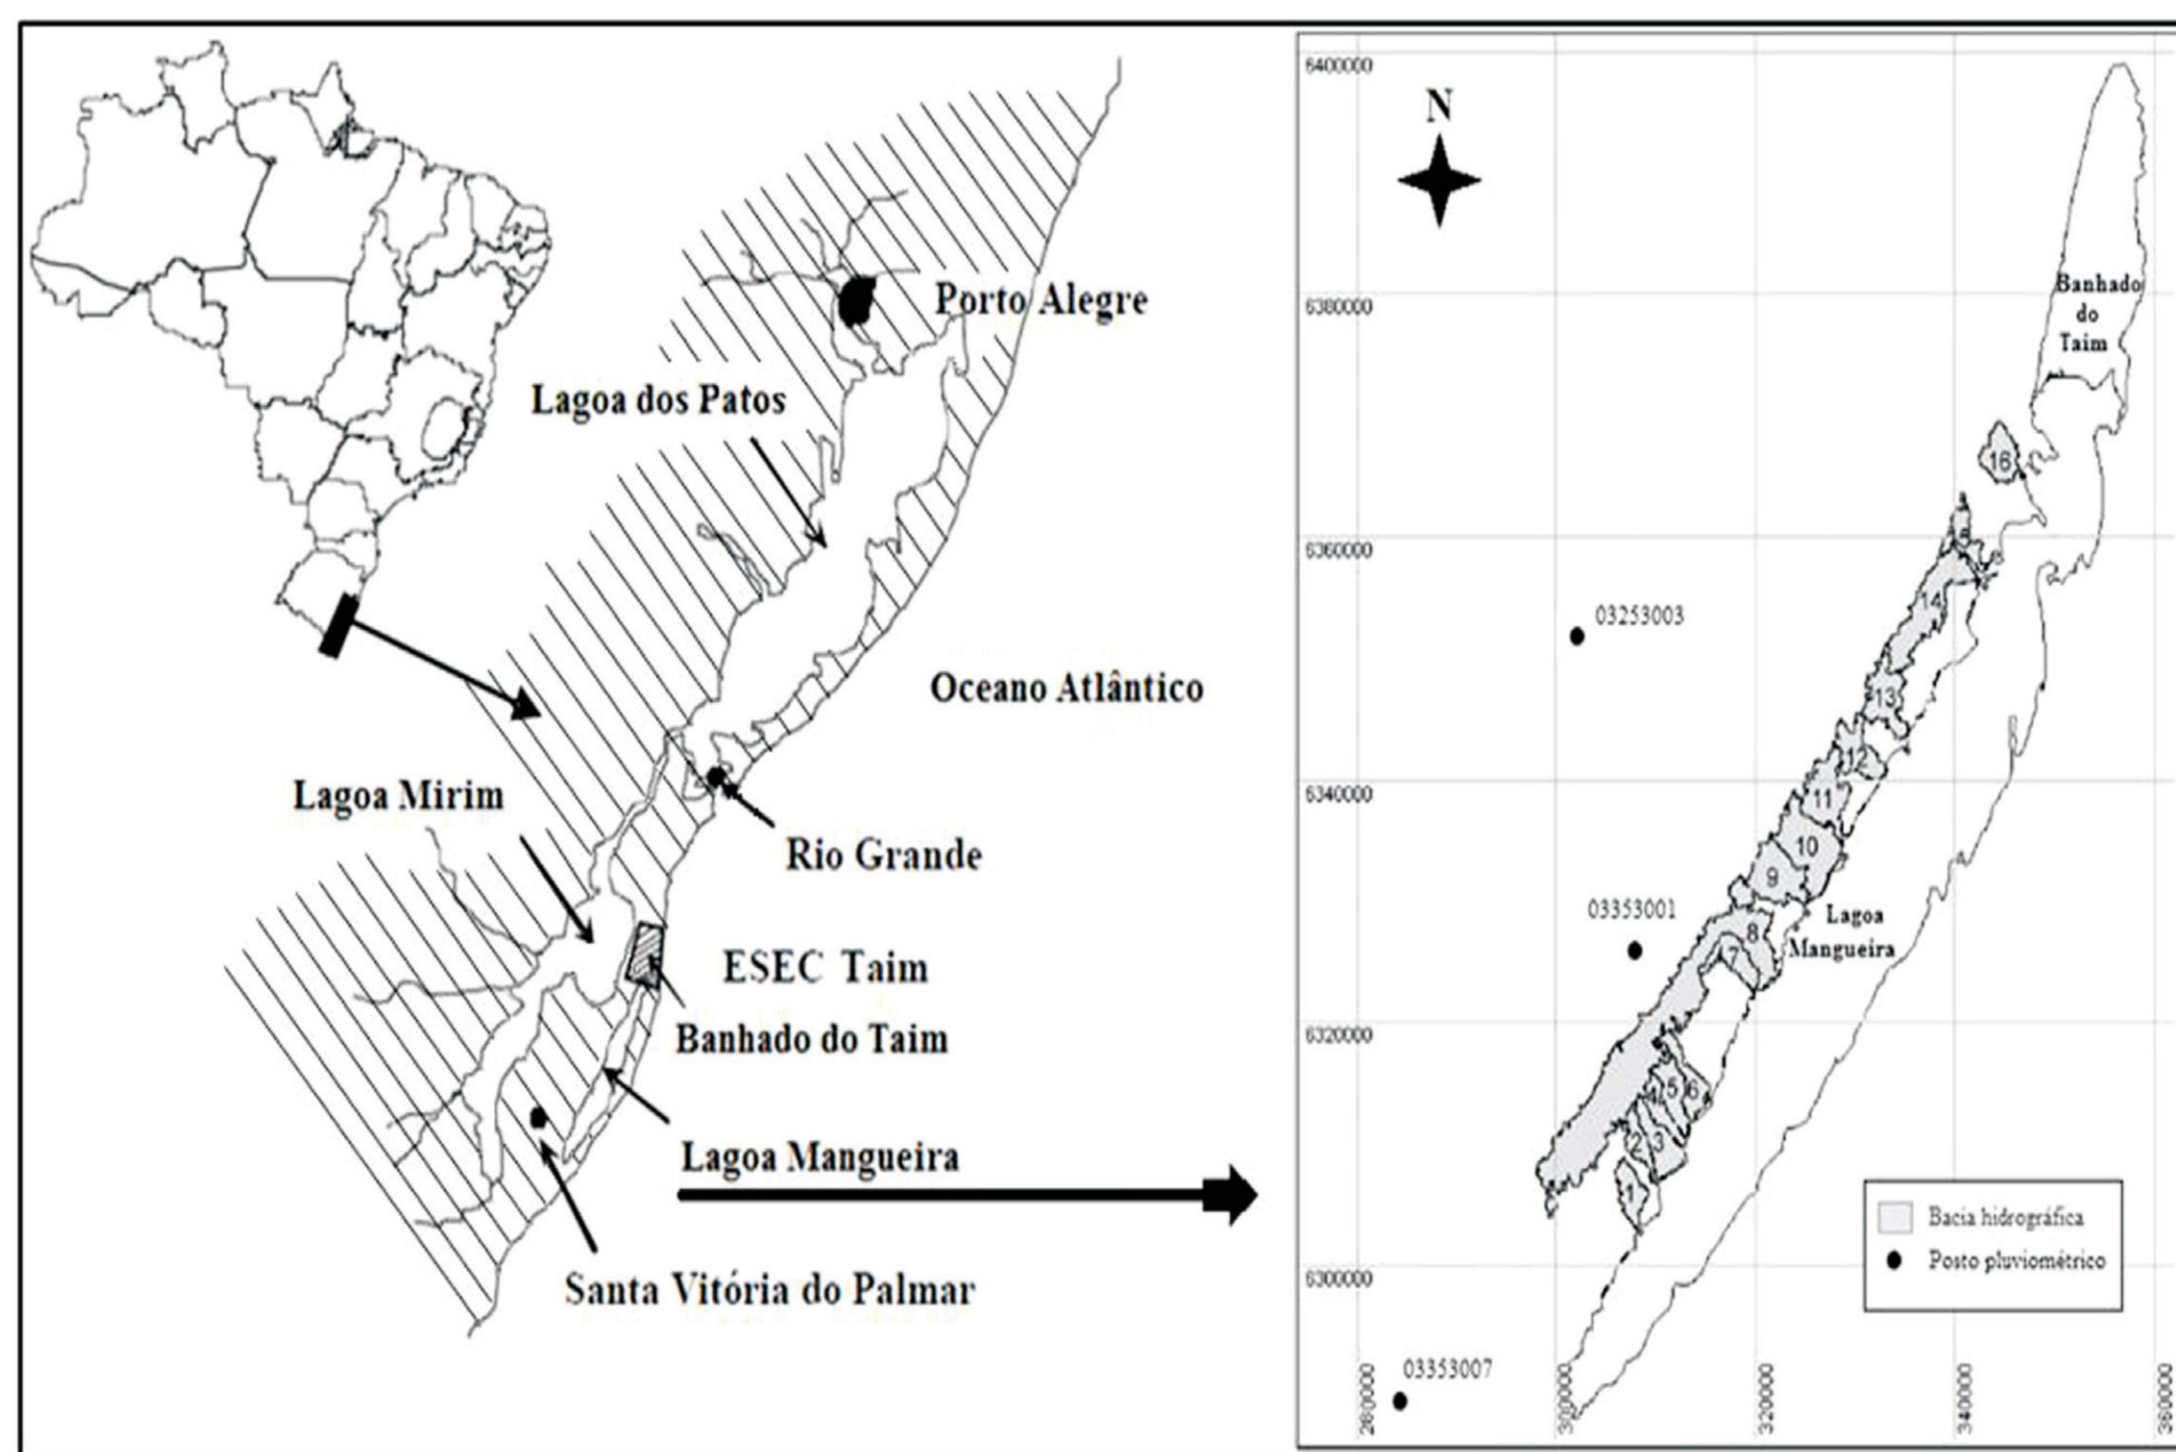 Porto Alegre
Lagoa dos Patos
Oceano Atlântico
Lagoa Mirim
Rio Grande
ESEC Taim
Banhado do Taim
Lagoa Mangueira
Santa Vitória do Palmar
6400000
N
6380000
Banhado
do
Taim
16
6360000
14
03253003
13
12
6340000
11
10
9
03353001
Lagoa
Mangueira
8
7
6320000
5
6
4
2
3
1
Bacia hidrográfica
Posto pluviométrico
6300000
03353007
280000
300000
320000
340000
360000